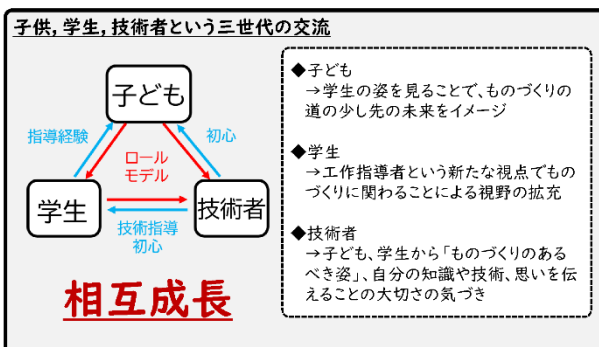 子供,学生,技術者という三世代の交流
子ども
指導経験
初心
ロール
モデル
学生
技術者
技術指導
初心
相互成長
◆子ども
→学生の姿を見ることで、ものづくりの
道の少し先の未来をイメージ
◆学生
→工作指導者という新たな視点でもの
づくりに関わることによる視野の拡充
◆技術者
→子ども、学生から「ものづくりのある
べき姿」、自分の知識や技術、思いを伝
えることの大切さの気づき